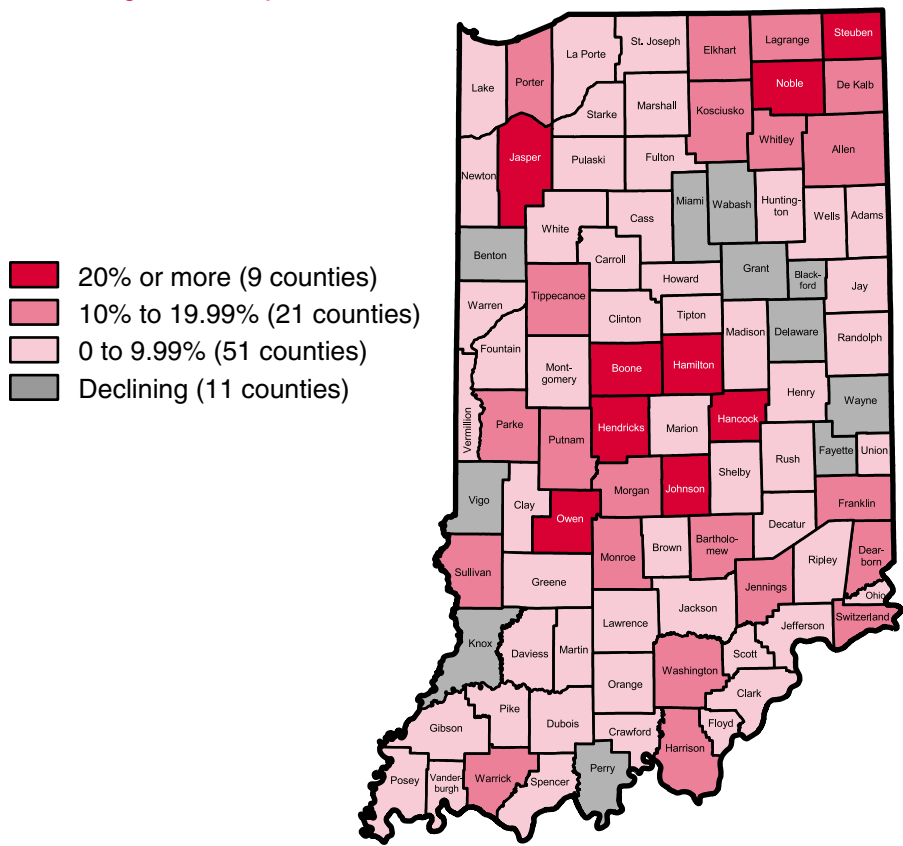 Steuben
Lagrange
Elkhart
St. Joseph
La Porte
Porter
Lake
Noble
De Kalb
Kosciusko
Marshall
Starke
Whitley
Allen
Jasper
Pulaski
Fulton
Newton
Miami
Wabash
Hunting-
ton
Wells
Adams
White
Cass
Benton
Carroll
Grant
Black-
ford
Jay
Howard
20% or more (9 counties)
10% to 19.99% (21 counties)
0 to 9.99% (51 counties)
Declining (11 counties)
Warren
Tippecanoe
Clinton
Tipton
Madison
Delaware
Randolph
Fountain
Mont-
gomery
Boone
Hamilton
Henry
Wayne
Vermillion
Parke
Putnam
Hendricks
Marion
Hancock
Rush
Fayette
Union
Shelby
Vigo
Clay
Owen
Morgan
Johnson
Franklin
Decatur
Sullivan
Greene
Monroe
Brown
Bartholo-
mew
Jennings
Ripley
Dear-
born
Ohio
Switzerland
Jefferson
Jackson
Lawrence
Knox
Daviess
Martin
Scott
Washington
Orange
Clark
Floyd
Harrison
Crawford
Pike
Dubois
Gibson
Perry
Spencer
Warrick
Vander-
burgh
Posey